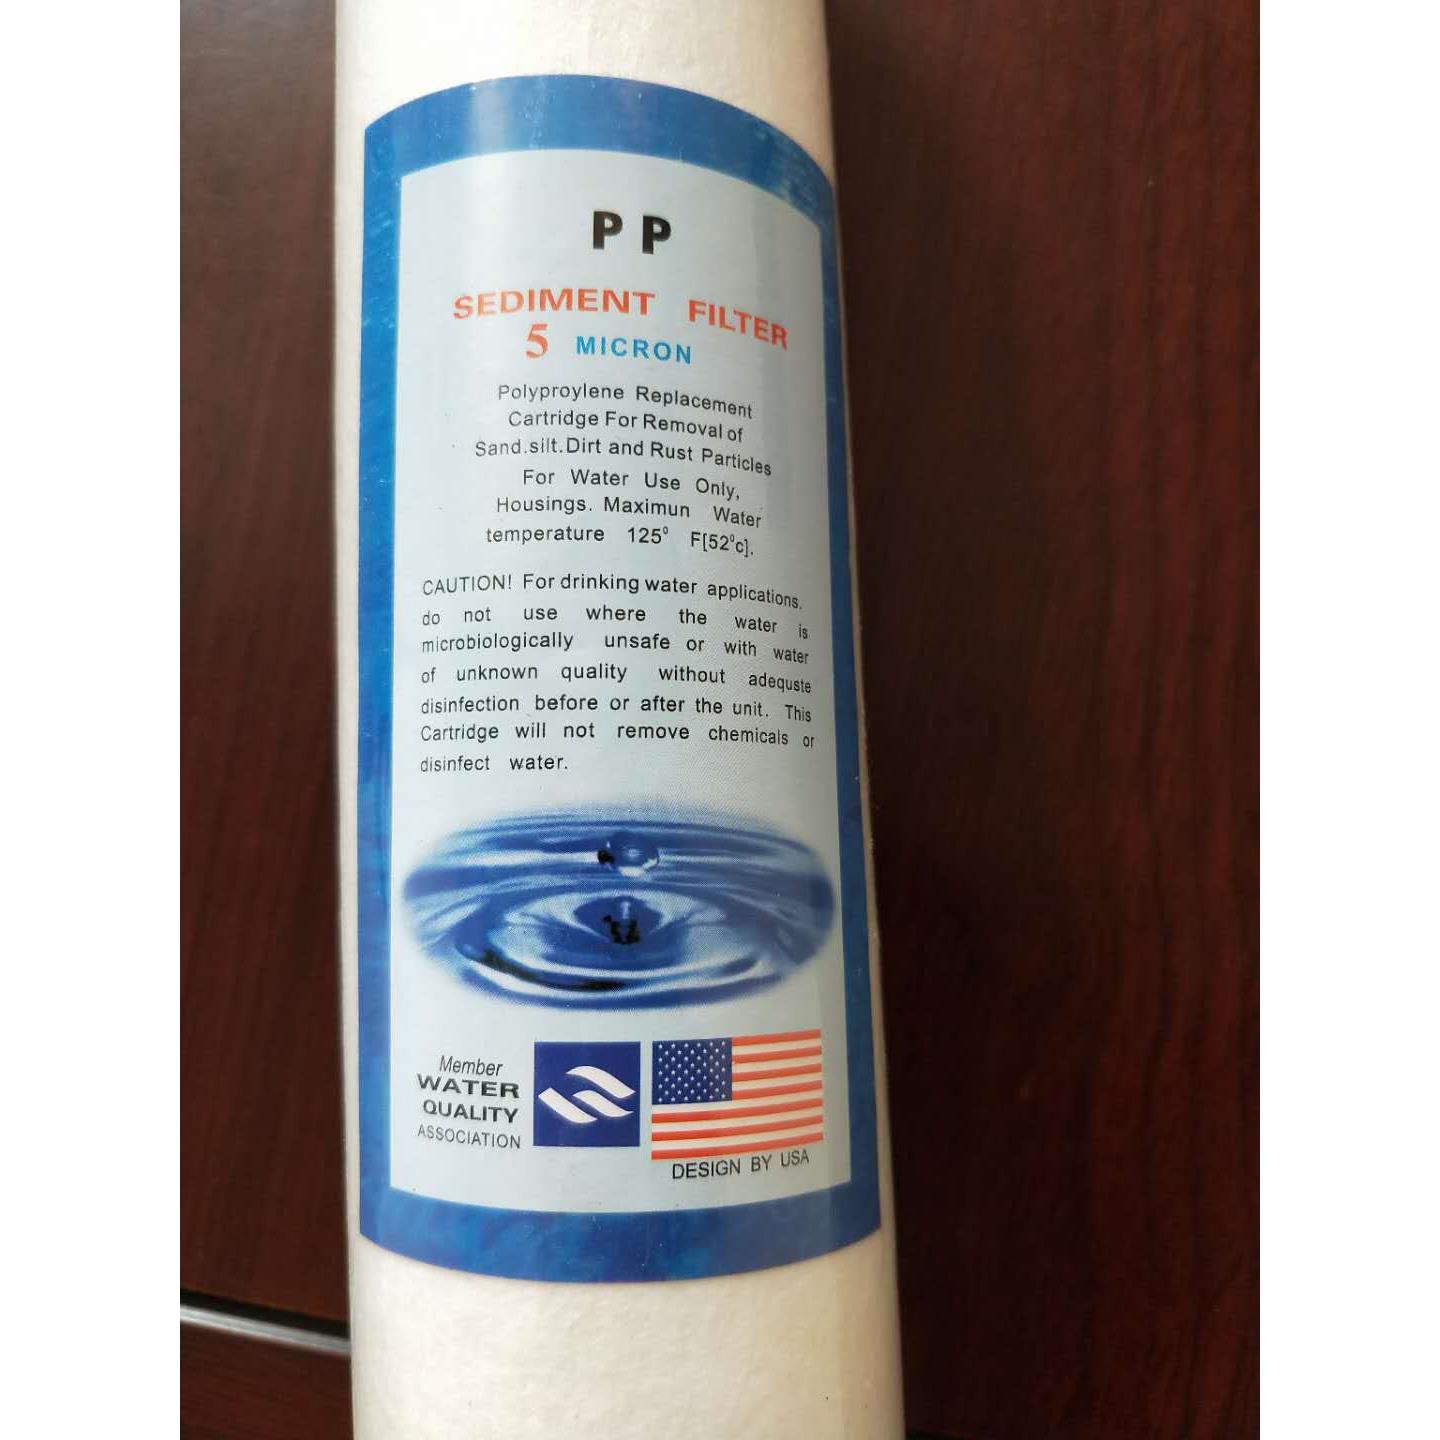 PP
SEDIMENT FILTER
5 MICRON
Polyproylene Replacement
Cartridge For Removal of
Sand.silt.Dirt and Rust Particles
For Water Use Only,
Housings. Maximun Water
temperature 125⁰ F[52⁰c].
CAUTION! For drinking water applications,
do not use where the water is
microbiologically unsafe or with water
of unknown quality without adequste
disinfection before or after the unit. This
Cartridge will not remove chemicals or
disinfect water.
Member
WATER
QUALITY
ASSOCIATION
DESIGN BY USA